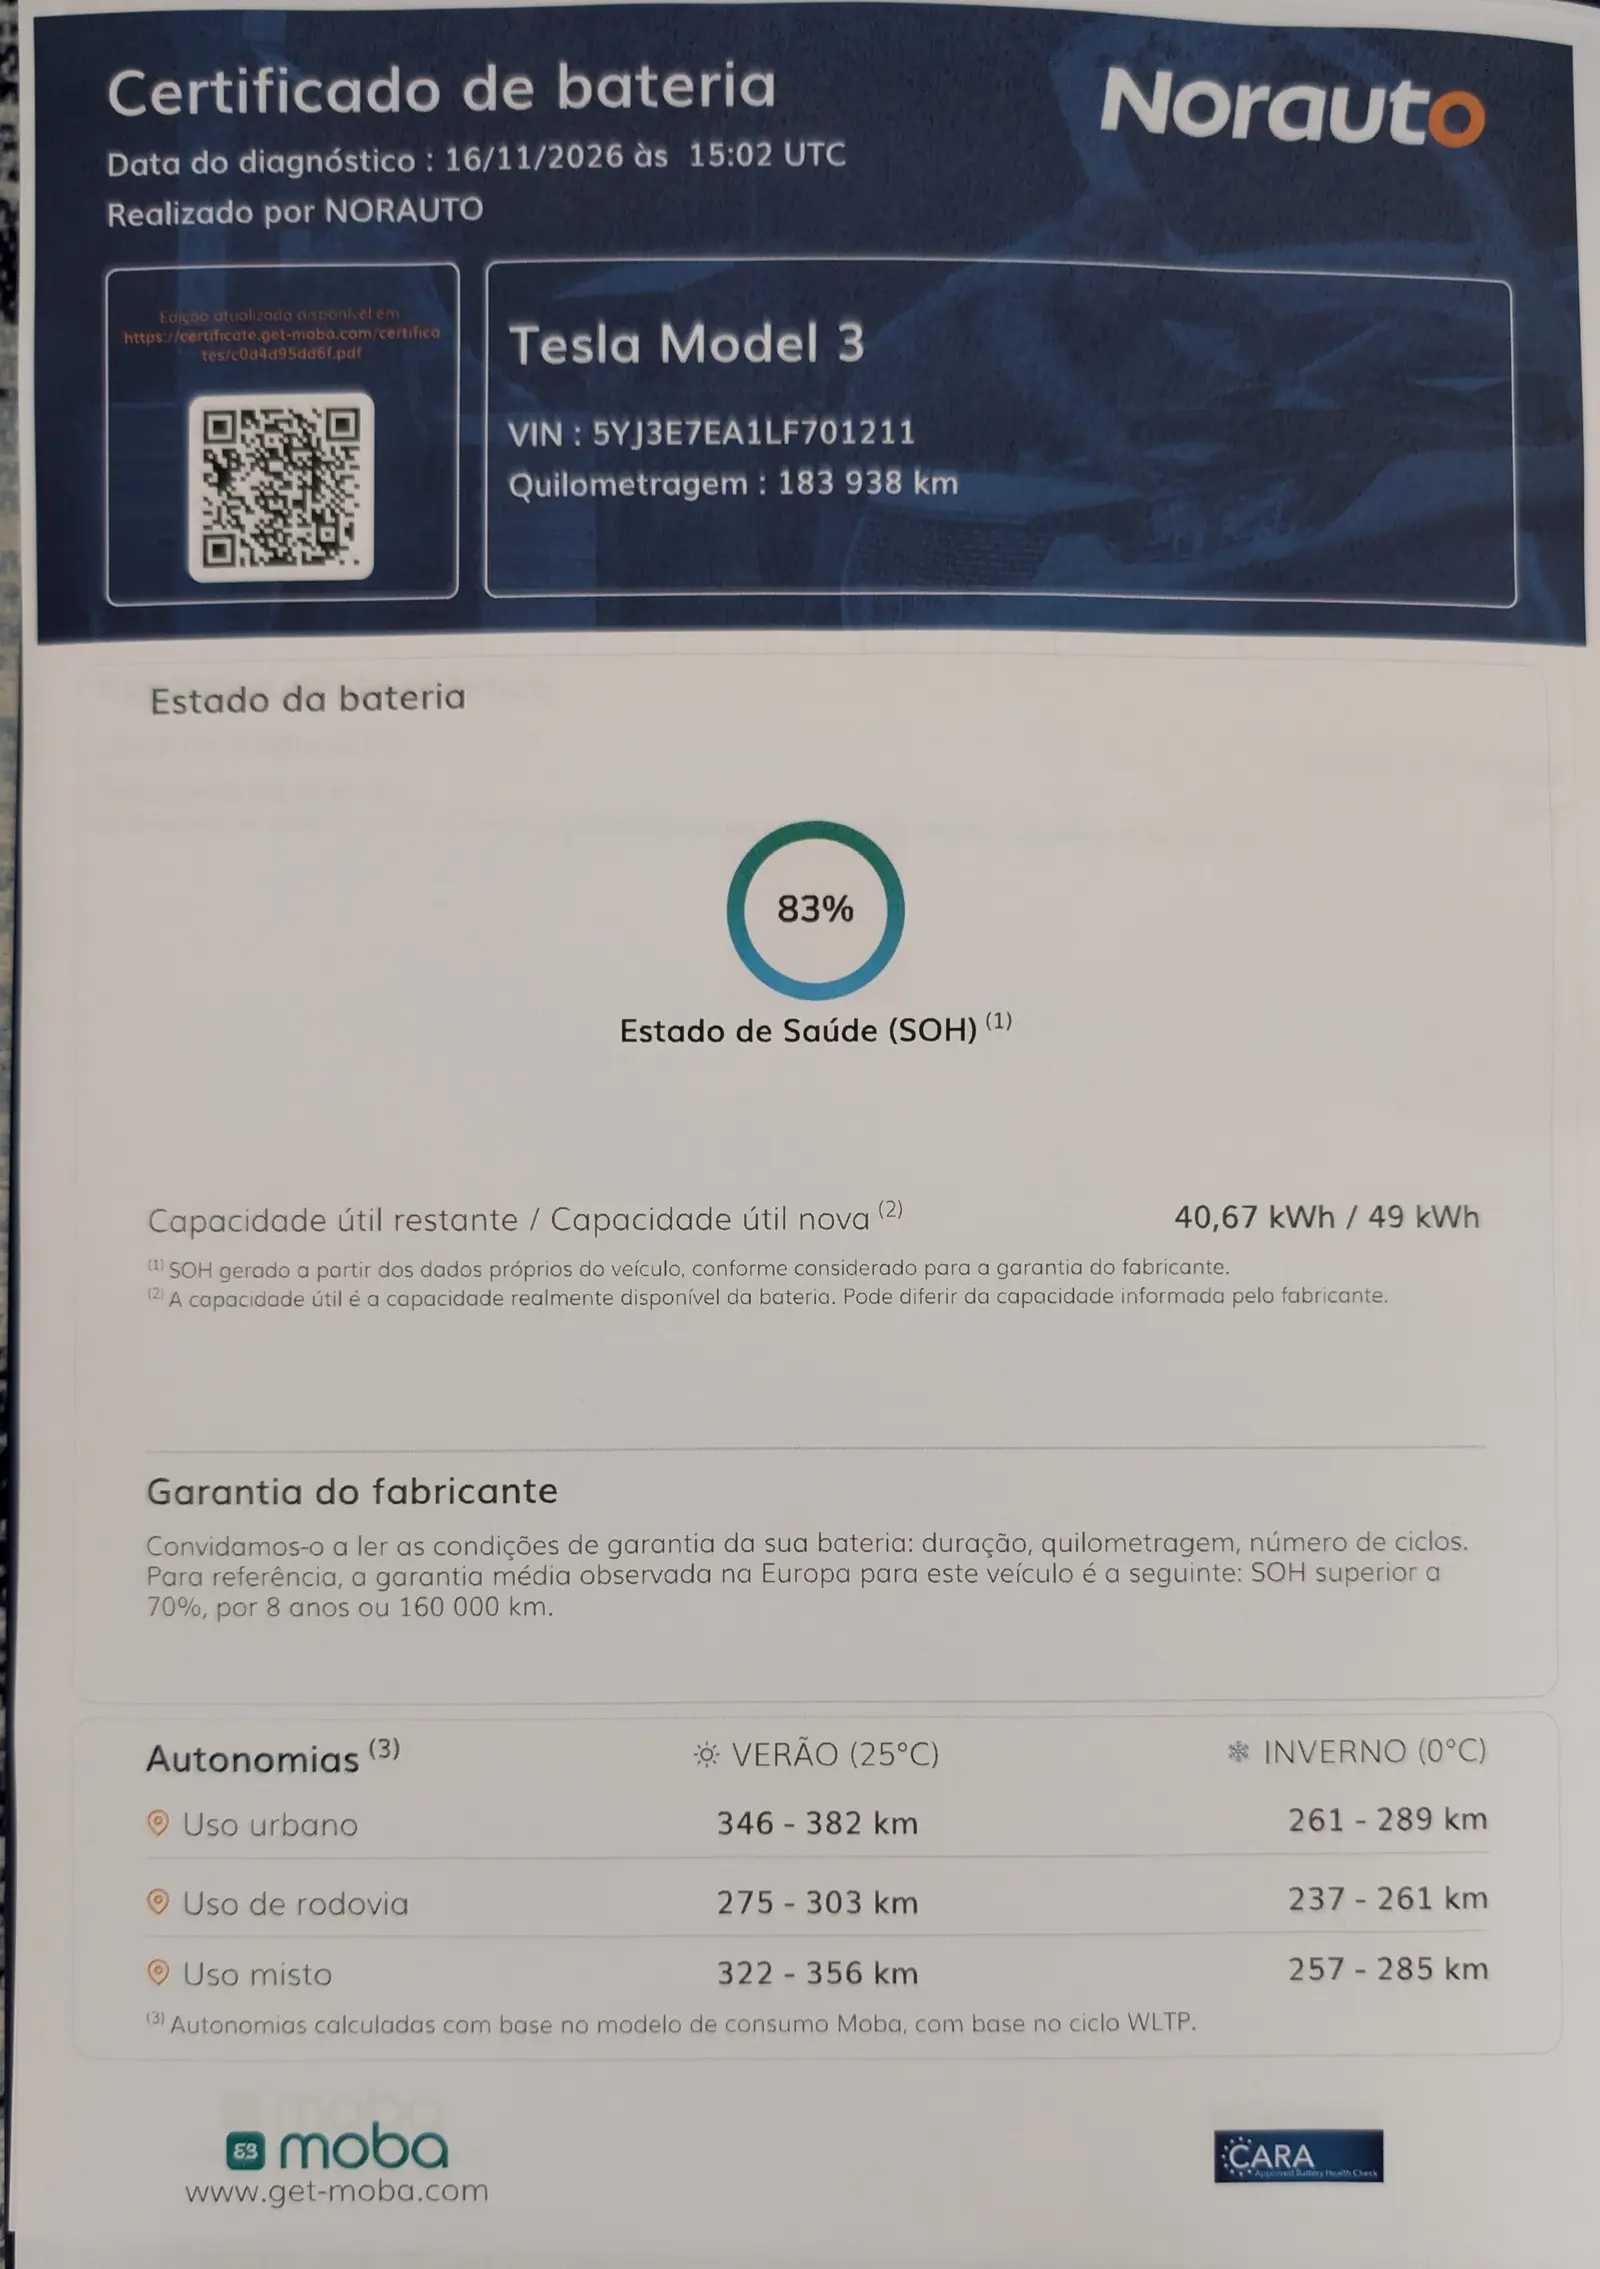 Certificado de bateria
Norauto
Data do diagnóstico : 16/11/2026 às 15:02 UTC
Realizado por NORAUTO
Edição atualizada disponível em
https://certificate.get-moba.com/certifica
tes/c0a4d95dd6f.pdf
Tesla Model 3
VIN : 5YJ3E7EA1LF701211
Quilometragem : 183 938 km
Estado da bateria
83%
Estado de Saúde (SOH) (1)
Capacidade útil restante / Capacidade útil nova (2) 40,67 kWh / 49 kWh
(1) SOH gerado a partir dos dados próprios do veículo, conforme considerado para a garantia do fabricante.
(2) A capacidade útil é a capacidade realmente disponível da bateria. Pode diferir da capacidade informada pelo fabricante.
Garantia do fabricante
Convidamos-o a ler as condições de garantia da sua bateria: duração, quilometragem, número de ciclos.
Para referência, a garantia média observada na Europa para este veículo é a seguinte: SOH superior a
70%, por 8 anos ou 160 000 km.
Autonomias (3) VERÃO (25°C) INVERNO (0°C)
Uso urbano 346 - 382 km 261 - 289 km
Uso de rodovia 275 - 303 km 237 - 261 km
Uso misto 322 - 356 km 257 - 285 km
(3) Autonomias calculadas com base no modelo de consumo Moba, com base no ciclo WLTP.
moba
www.get-moba.com
CARA
Approved Battery Health Check